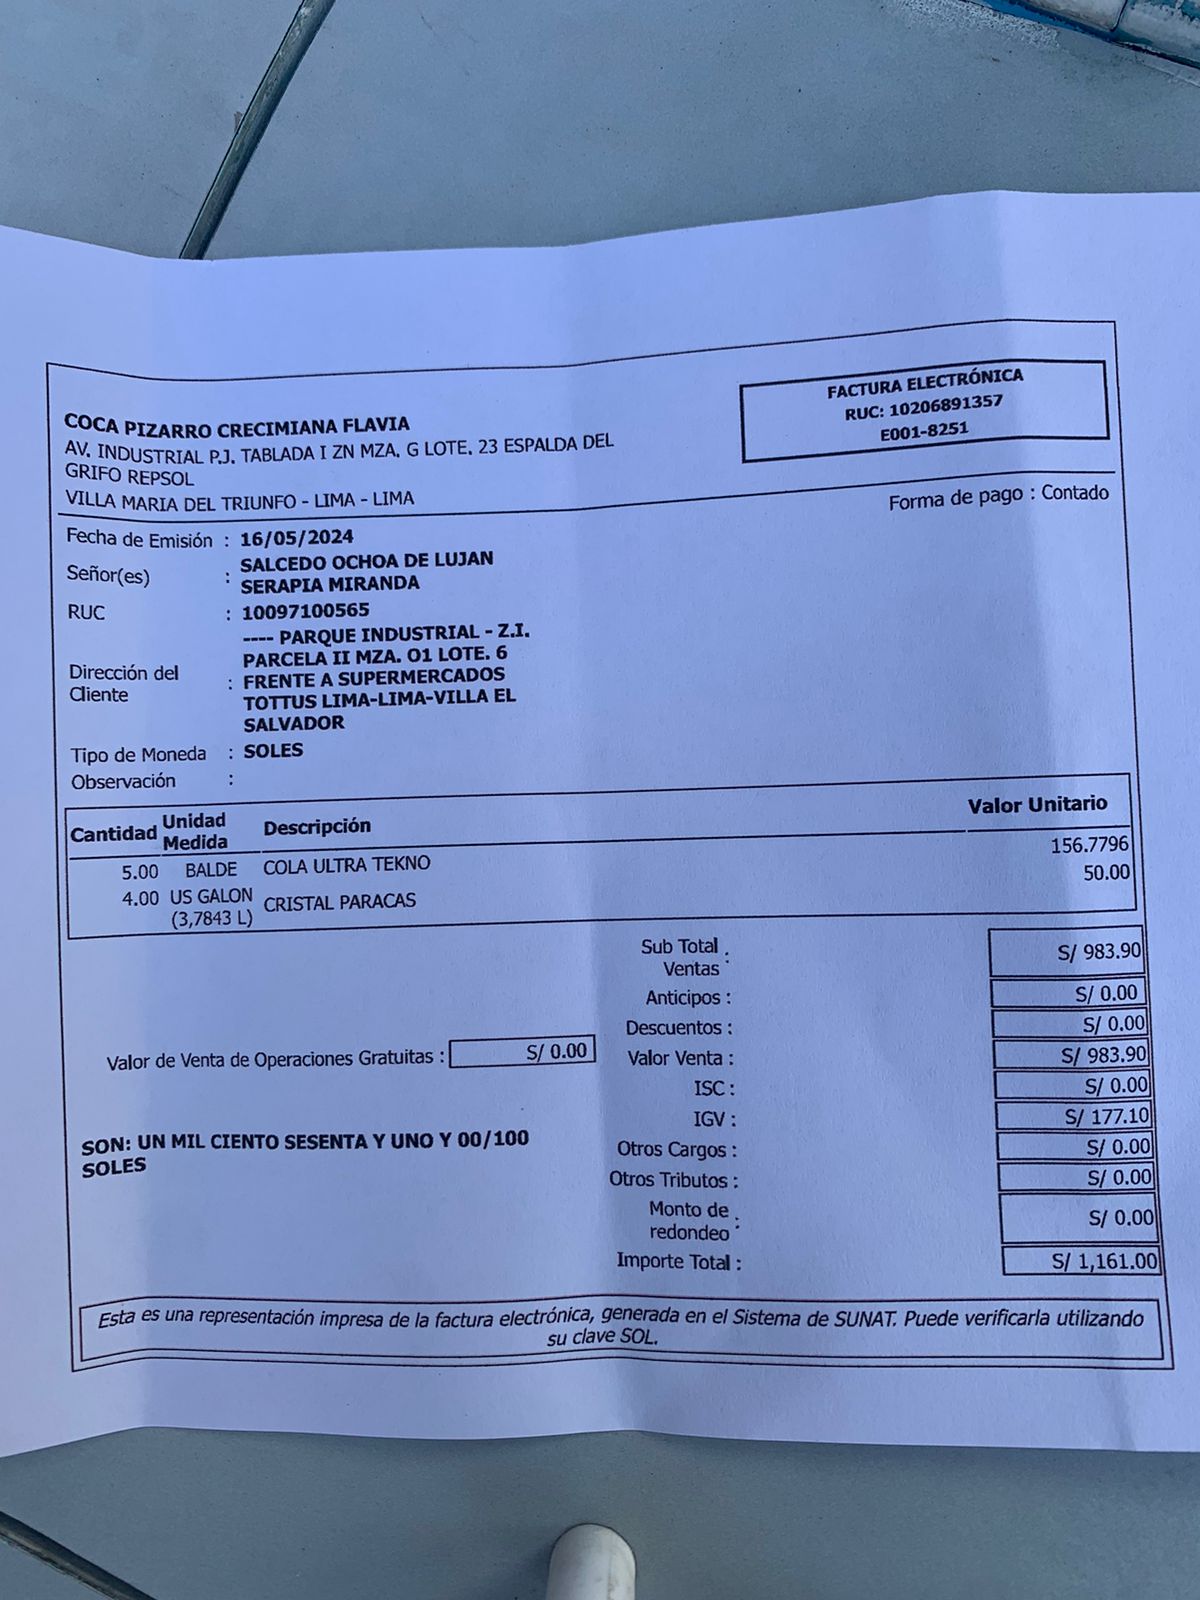 FACTURA ELECTRÓNICA
RUC: 10206891357
E001-8251
COCA PIZARRO CRECIMIANA FLAVIA
AV. INDUSTRIAL P.J. TABLADA I ZN MZA. G LOTE. 23 ESPALDA DEL
GRIFO REPSOL
VILLA MARIA DEL TRIUNFO - LIMA - LIMA
Forma de pago : Contado
Fecha de Emisión : 16/05/2024
Señor(es) : SALCEDO OCHOA DE LUJAN
SERAPIA MIRANDA
RUC : 10097100565
Dirección del Cliente : ---- PARQUE INDUSTRIAL - Z.I.
PARCELA II MZA. O1 LOTE. 6
FRENTE A SUPERMERCADOS
TOTTUS LIMA-LIMA-VILLA EL
SALVADOR
Tipo de Moneda : SOLES
Observación :
Cantidad Unidad Medida Descripción Valor Unitario
5.00 BALDE COLA ULTRA TEKNO 156.7796
4.00 US GALON (3,7843 L) CRISTAL PARACAS 50.00
Sub Total Ventas : S/ 983.90
Anticipos : S/ 0.00
Descuentos : S/ 0.00
Valor de Venta de Operaciones Gratuitas : S/ 0.00
Valor Venta : S/ 983.90
ISC : S/ 0.00
IGV : S/ 177.10
SON: UN MIL CIENTO SESENTA Y UNO Y 00/100
SOLES
Otros Cargos : S/ 0.00
Otros Tributos : S/ 0.00
Monto de redondeo : S/ 0.00
Importe Total : S/ 1,161.00
Esta es una representación impresa de la factura electrónica, generada en el Sistema de SUNAT. Puede verificarla utilizando
su clave SOL.